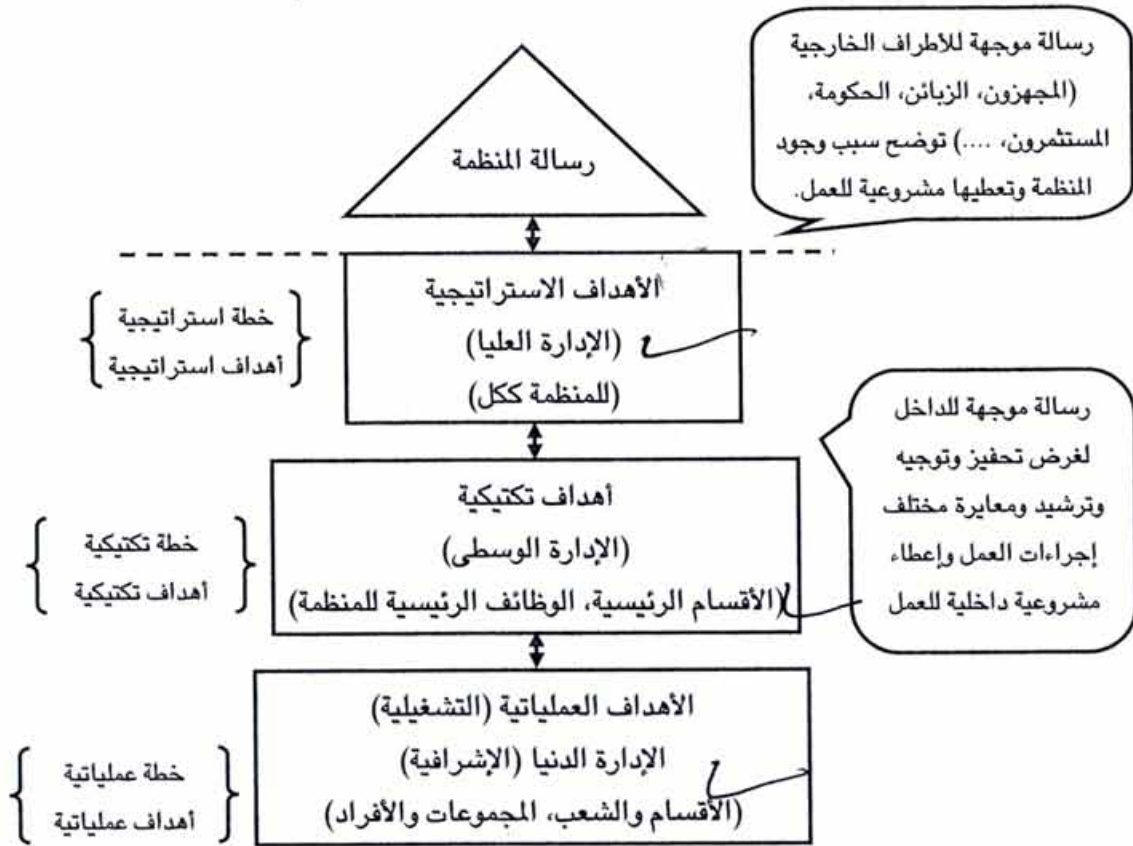 رسالة موجهة للأطراف الخارجية
(المجهزون، الزبائن، الحكومة،
المستثمرون، ....) توضح سبب وجود
المنظمة وتعطيها مشروعية للعمل.
رسالة المنظمة
الأهداف الاستراتيجية
(الإدارة العليا)
(للمنظمة ككل)
خطة استراتيجية
أهداف استراتيجية
رسالة موجهة للداخل
لغرض تحفيز وتوجيه
وترشيد ومعايرة مختلف
إجراءات العمل وإعطاء
مشروعية داخلية للعمل
أهداف تكتيكية
(الإدارة الوسطى)
(الأقسام الرئيسية، الوظائف الرئيسية للمنظمة)
خطة تكتيكية
أهداف تكتيكية
الأهداف العملياتية (التشغيلية)
الإدارة الدنيا (الإشرافية)
(الأقسام والشعب، المجموعات والأفراد)
خطة عملياتية
أهداف عملياتية